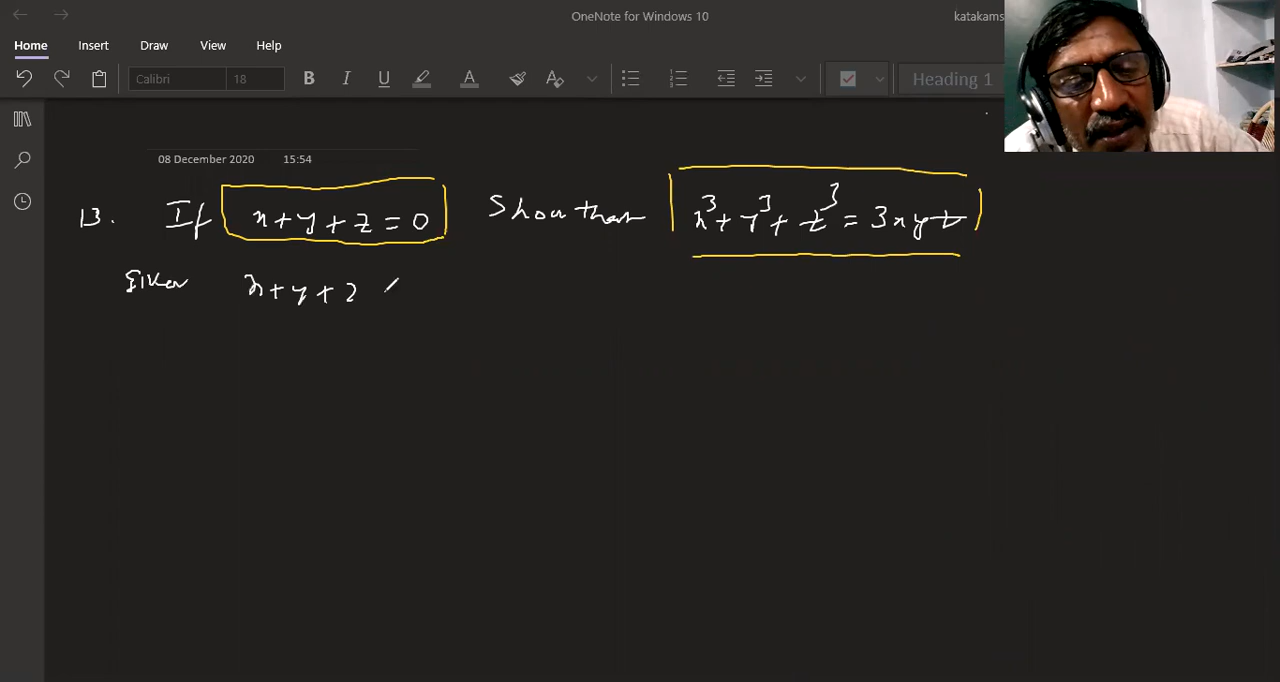 OneNote for Windows 10
katakams
Home Insert Draw View Help
Calibri 18 B I U A Heading 1
08 December 2020 15:54
13. If x+y+z=0 Show that x³+y³+z³=3xyz
Given x+y+z